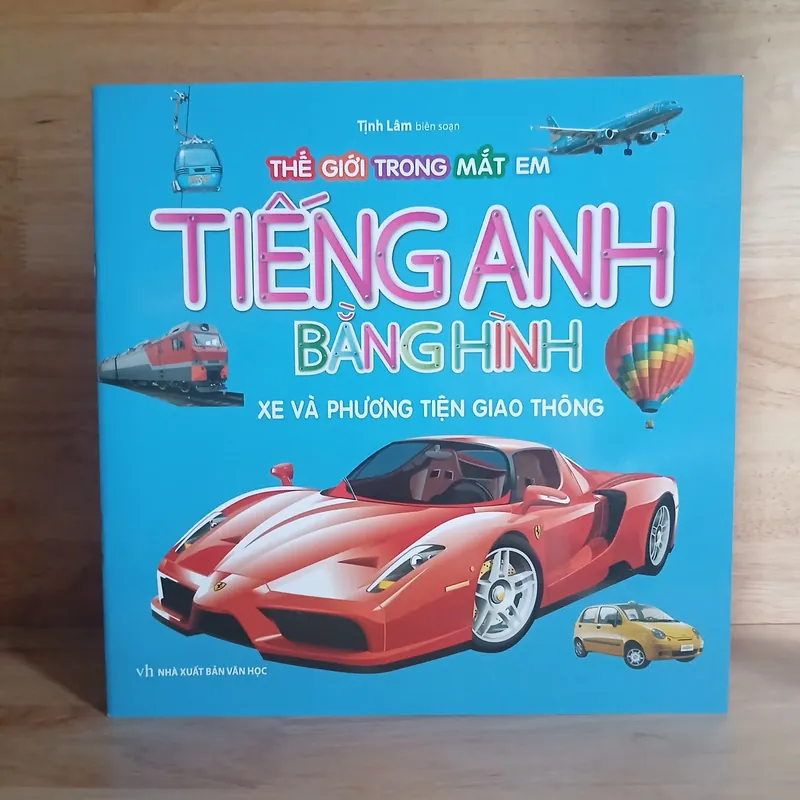 Tịnh Lâm biên soạn
THẾ GIỚI TRONG MẮT EM
TIẾNG ANH
BẰNG HÌNH
XE VÀ PHƯƠNG TIỆN GIAO THÔNG
vh NHÀ XUẤT BẢN VĂN HỌC